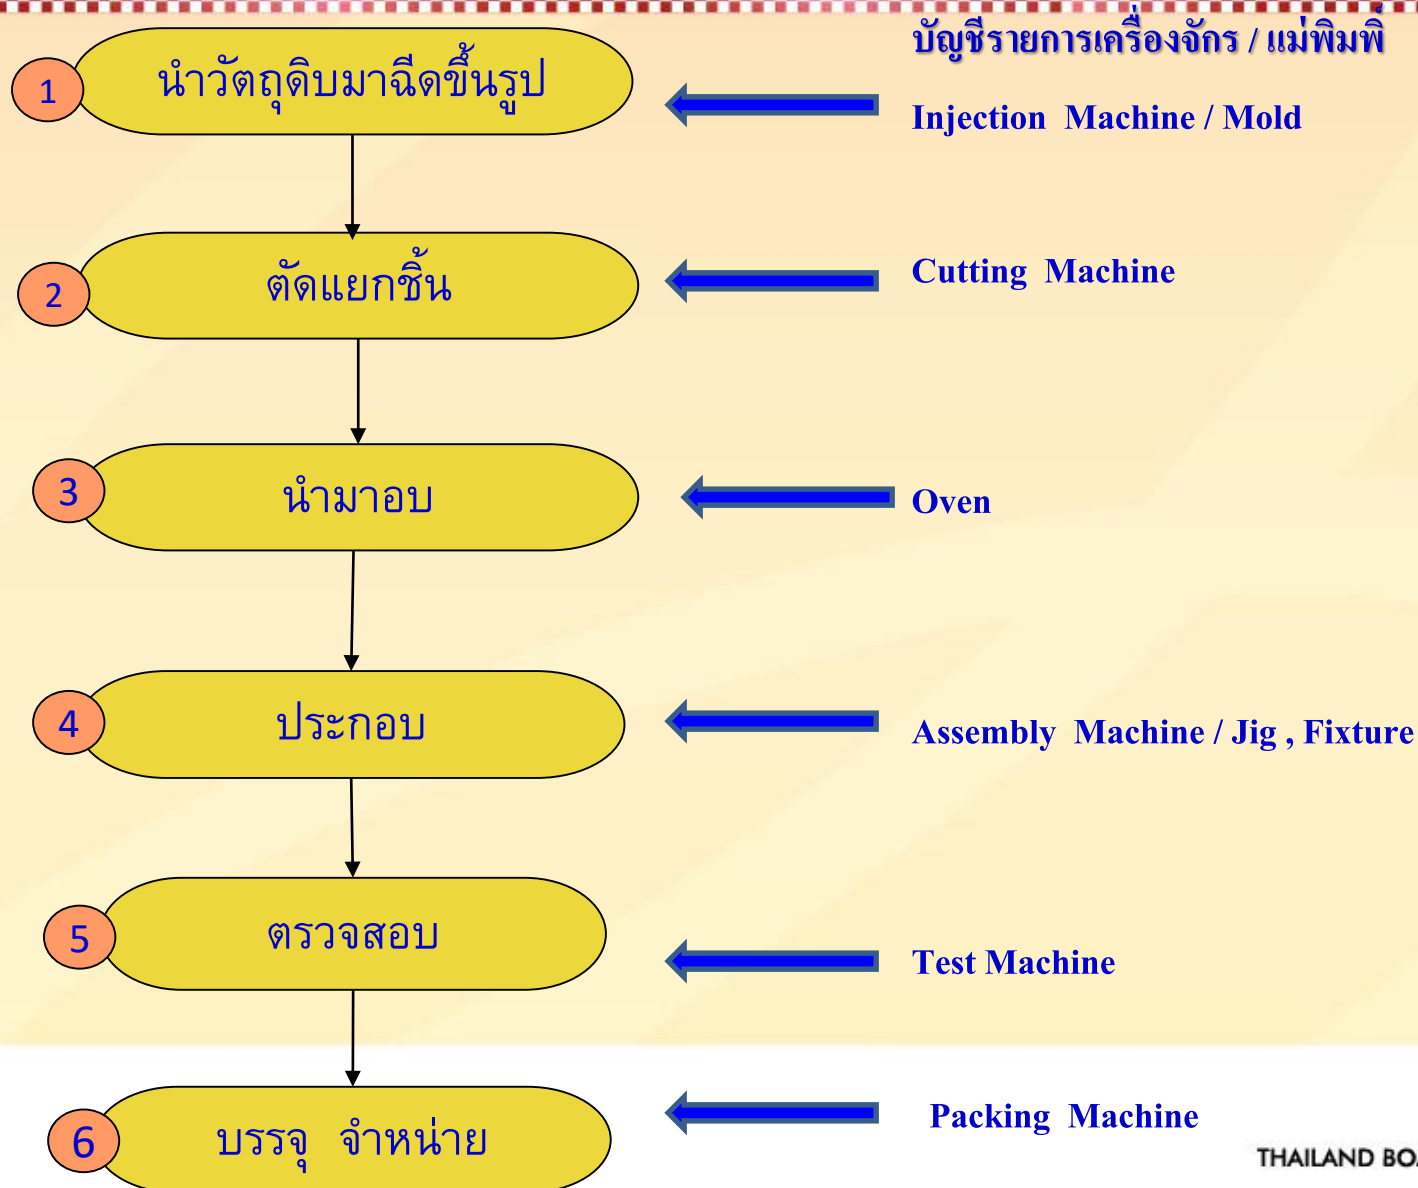 บัญชีรายการเครื่องจักร / แม่พิมพ์
1 นำวัตถุดิบมาฉีดขึ้นรูป
Injection Machine / Mold
2 ตัดแยกชิ้น
Cutting Machine
3 นำมาอบ
Oven
4 ประกอบ
Assembly Machine / Jig , Fixture
5 ตรวจสอบ
Test Machine
6 บรรจุ จำหน่าย
Packing Machine
THAILAND